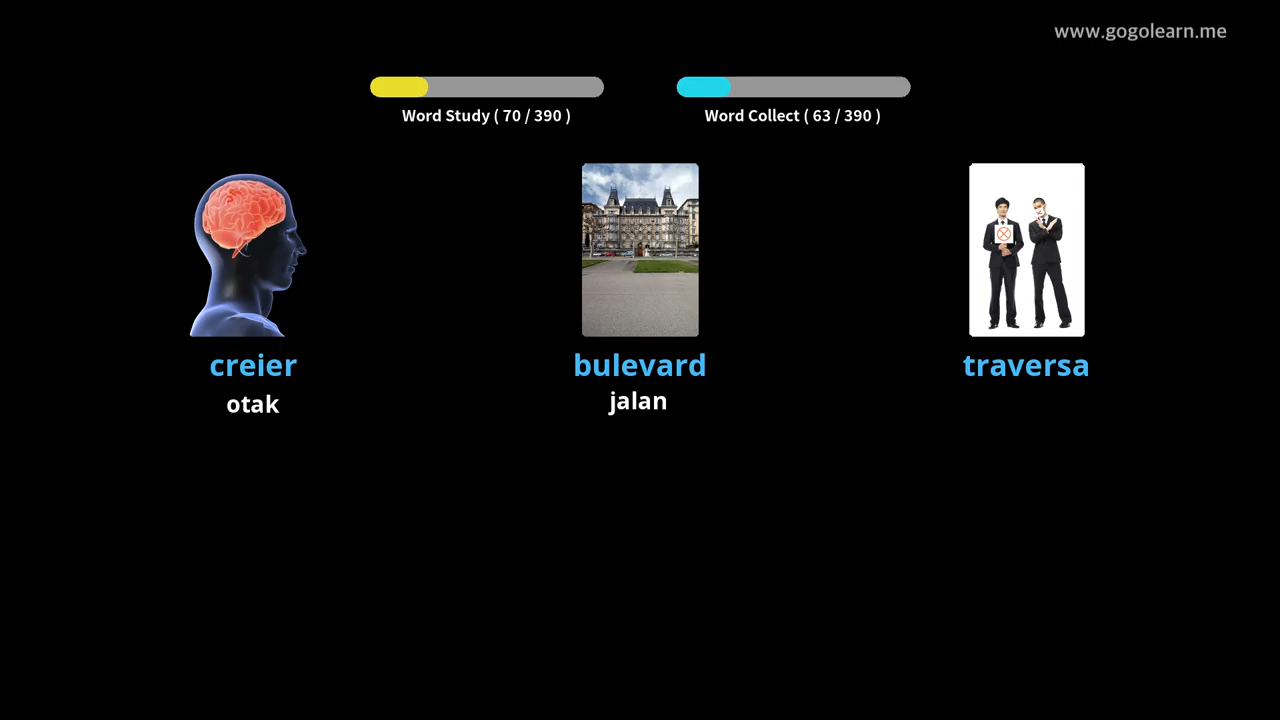 www.gogolearn.me
Word Study ( 70 / 390 )
Word Collect ( 63 / 390 )
creier
bulevard
traversa
otak
jalan